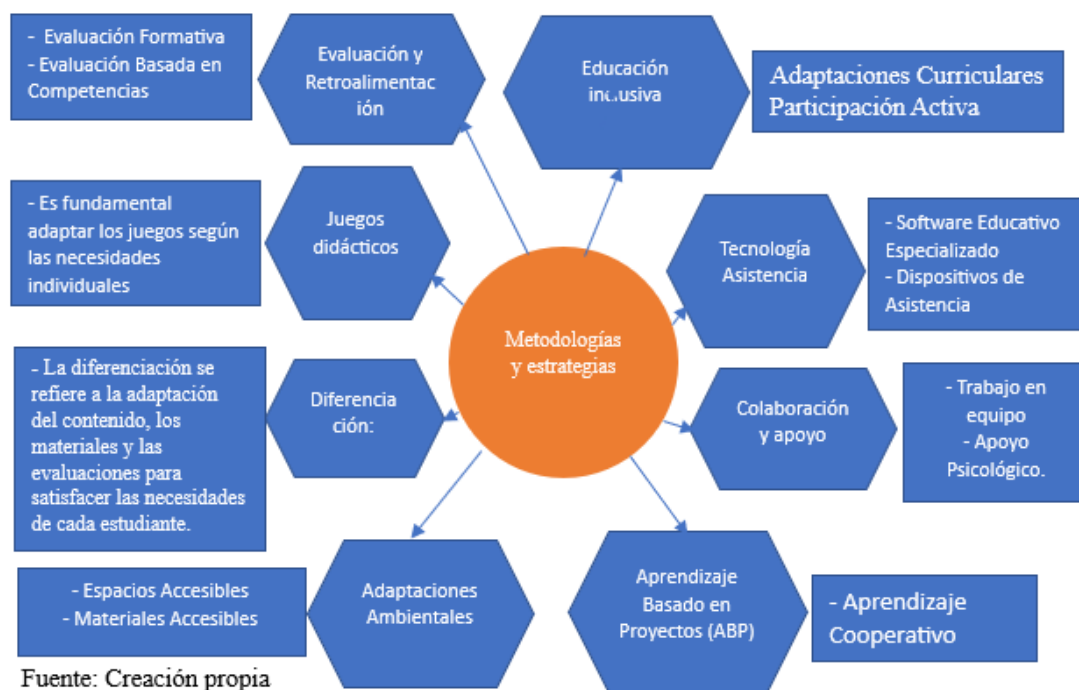 - Evaluación Formativa
- Evaluación Basada en
Competencias
Evaluación y
Retroalimentac
ión
Educación
inclusiva
Adaptaciones Curriculares
Participación Activa
- Es fundamental
adaptar los juegos según
las necesidades
individuales
Juegos
didácticos
Tecnología
Asistencia
- Software Educativo
Especializado
- Dispositivos de
Asistencia
Metodologías
y estrategias
- La diferenciación se
refiere a la adaptación
del contenido, los
materiales y las
evaluaciones para
satisfacer las necesidades
de cada estudiante.
Diferencia
ción:
Colaboración
y apoyo
- Trabajo en
equipo
- Apoyo
Psicológico.
- Espacios Accesibles
- Materiales Accesibles
Adaptaciones
Ambientales
Aprendizaje
Basado en
Proyectos (ABP)
- Aprendizaje
Cooperativo
Fuente: Creación propia